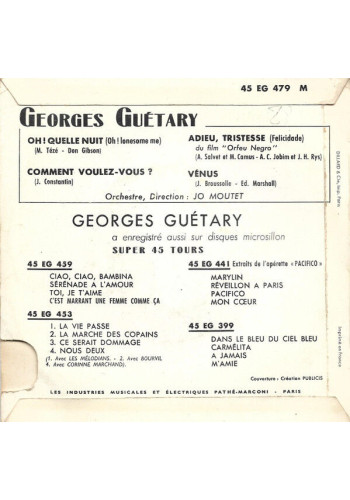 45 EG 479 M
GEORGES GUÉTARY
OH! QUELLE NUIT (Oh! lonesome me)
(M. Tézé - Don Gibson)
COMMENT VOULEZ-VOUS ?
(J. Constantin)
ADIEU, TRISTESSE (Felicidade)
du film "Orfeu Negro"
(A. Salvet et M. Camus - A. C. Jobim et J. H. Rys)
VÉNUS
(J. Broussolle - Ed. Marshall)
Orchestre, Direction : JO MOUTET
GEORGES GUÉTARY
a enregistré aussi sur disques microsillon
SUPER 45 TOURS
45 EG 459
CIAO, CIAO, BAMBINA
SÉRÉNADE A L'AMOUR
TOI, JE T'AIME
C'EST MARRANT UNE FEMME COMME ÇA
45 EG 453
1. LA VIE PASSE
2. LA MARCHE DES COPAINS
3. CE SERAIT DOMMAGE
4. NOUS DEUX
(1. Avec LES MÉLODIANS. - 2. Avec BOURVIL
4. Avec CORINNE MARCHAND).
45 EG 441 Extraits de l'opérette «PACIFICO»
MARYLIN
RÉVEILLON A PARIS
PACIFICO
MON CŒUR
45 EG 399
DANS LE BLEU DU CIEL BLEU
CARMÉLITA
A JAMAIS
M'AMIE
Couverture : Création PUBLICIS
LES INDUSTRIES MUSICALES ET ÉLECTRIQUES PATHÉ-MARCONI - PARIS
Imprimé en France